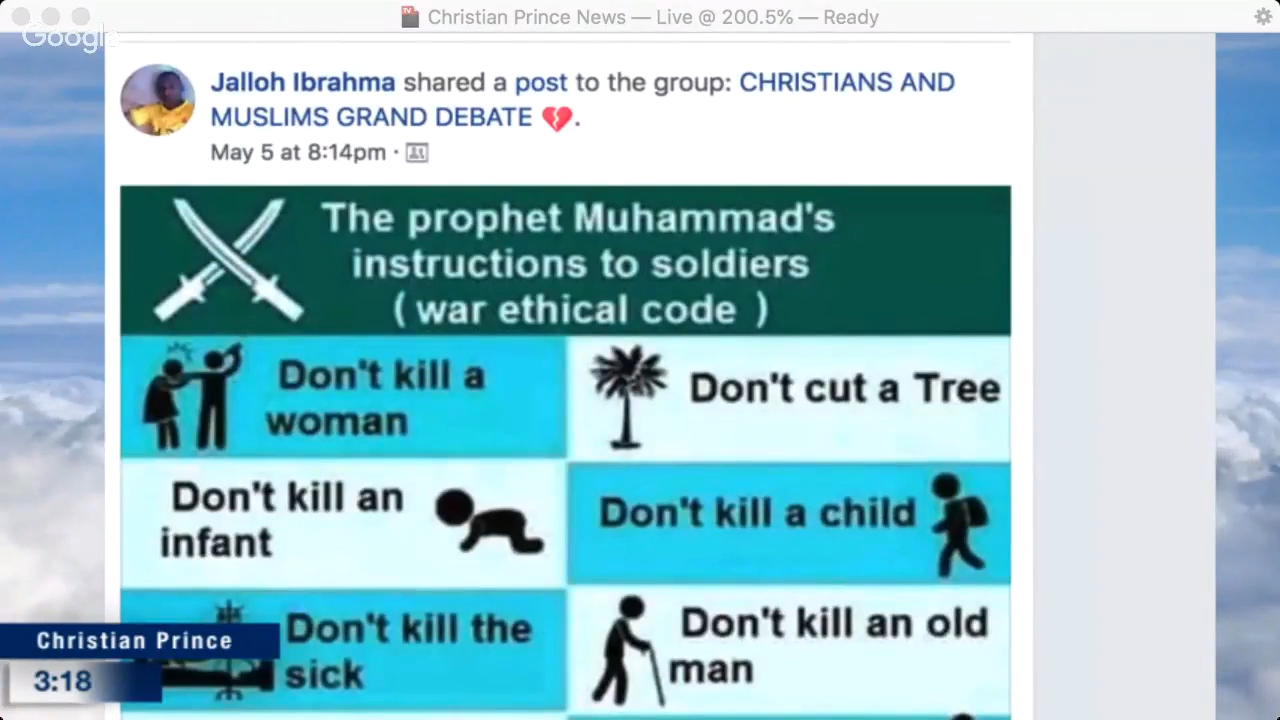 Christian Prince News — Live @ 200.5% — Ready
Google
Jalloh Ibrahma shared a post to the group: CHRISTIANS AND
MUSLIMS GRAND DEBATE 💔.
May 5 at 8:14pm ·
The prophet Muhammad's
instructions to soldiers
( war ethical code )
Don't kill a
woman
Don't cut a Tree
Don't kill an
infant
Don't kill a child
Don't kill the
sick
Don't kill an old
man
Christian Prince
3:18